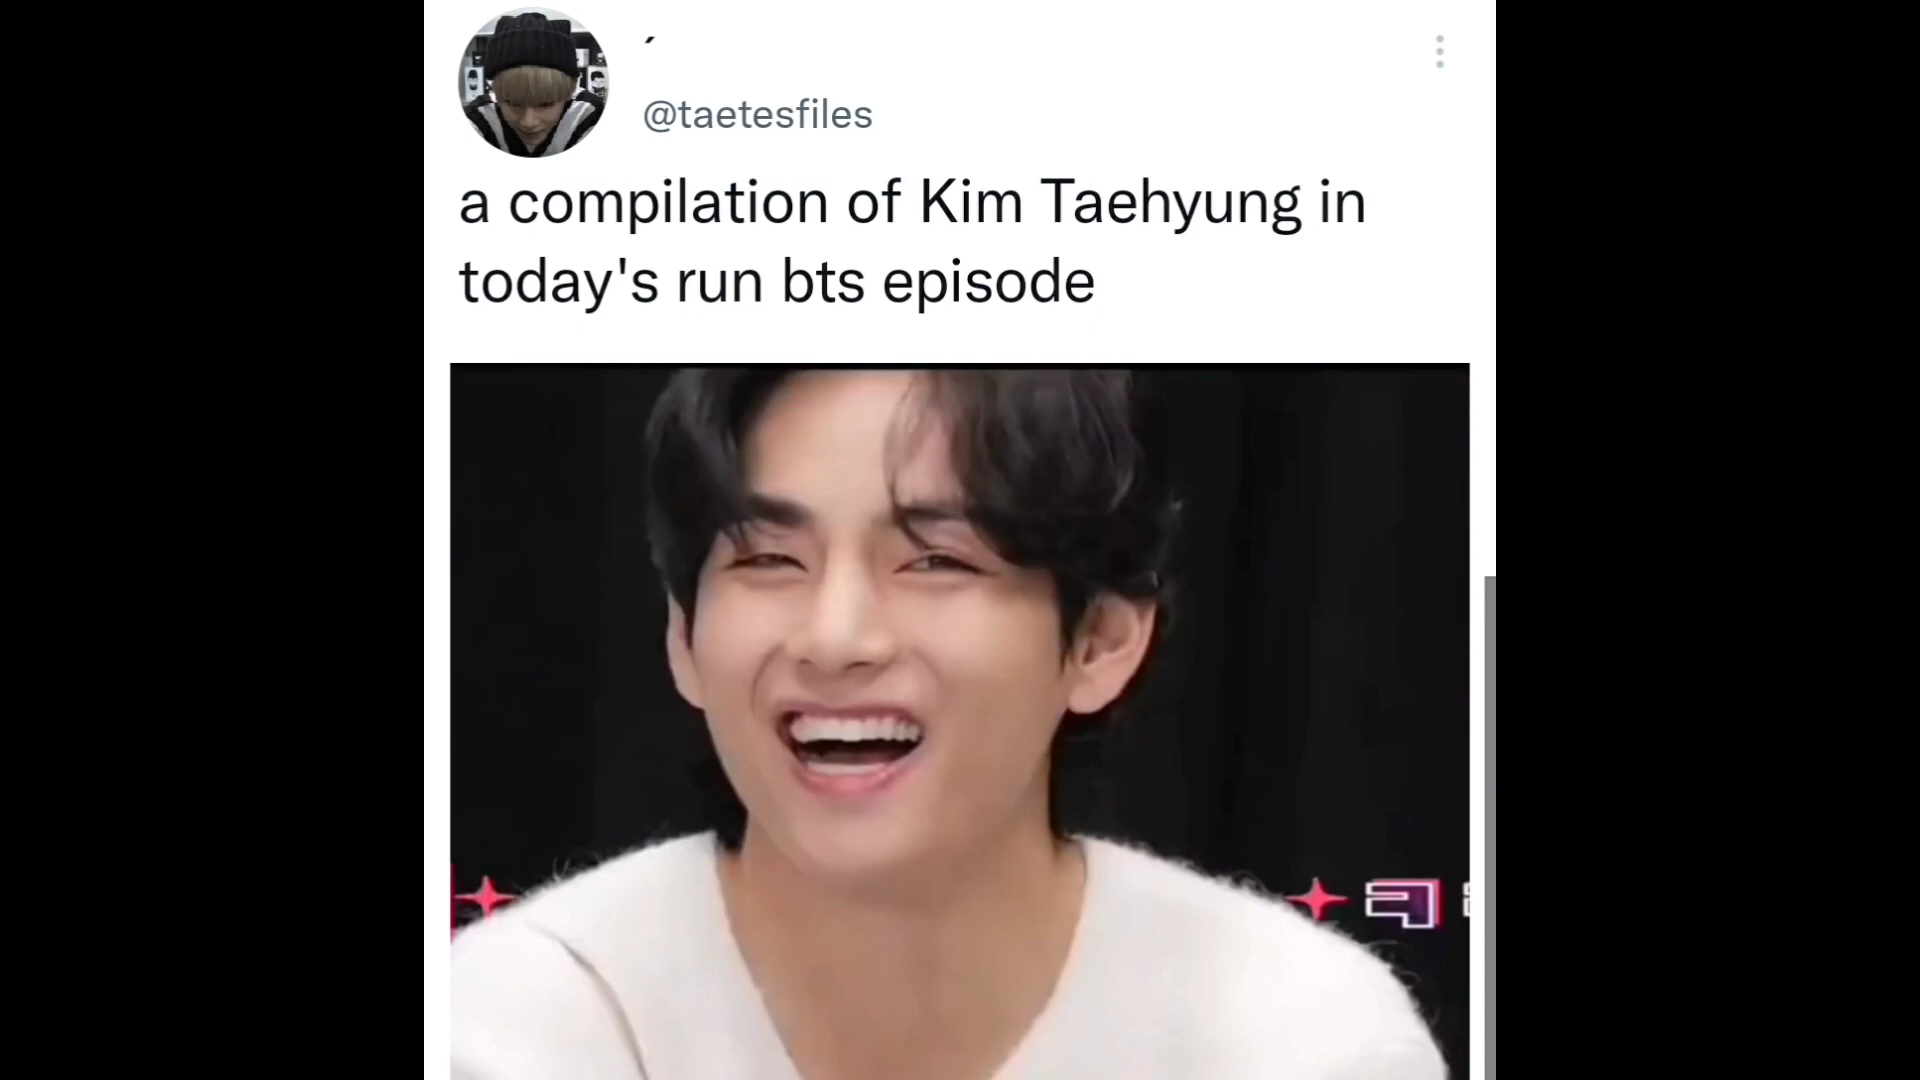 @taetesfiles
a compilation of Kim Taehyung in
today's run bts episode